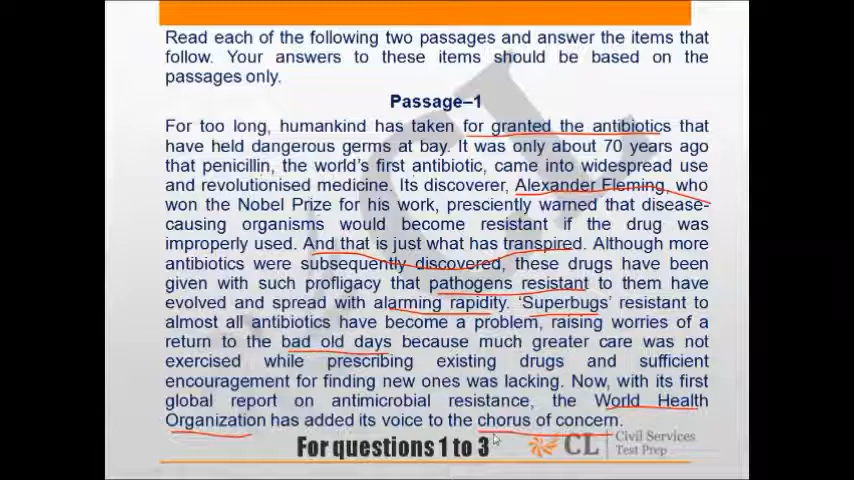 Read each of the following two passages and answer the items that
follow. Your answers to these items should be based on the
passages only.
Passage–1
For too long, humankind has taken for granted the antibiotics that
have held dangerous germs at bay. It was only about 70 years ago
that penicillin, the world's first antibiotic, came into widespread use
and revolutionised medicine. Its discoverer, Alexander Fleming, who
won the Nobel Prize for his work, presciently warned that disease-
causing organisms would become resistant if the drug was
improperly used. And that is just what has transpired. Although more
antibiotics were subsequently discovered, these drugs have been
given with such profligacy that pathogens resistant to them have
evolved and spread with alarming rapidity. 'Superbugs' resistant to
almost all antibiotics have become a problem, raising worries of a
return to the bad old days because much greater care was not
exercised while prescribing existing drugs and sufficient
encouragement for finding new ones was lacking. Now, with its first
global report on antimicrobial resistance, the World Health
Organization has added its voice to the chorus of concern.
For questions 1 to 3
CL Civil Services
Test Prep